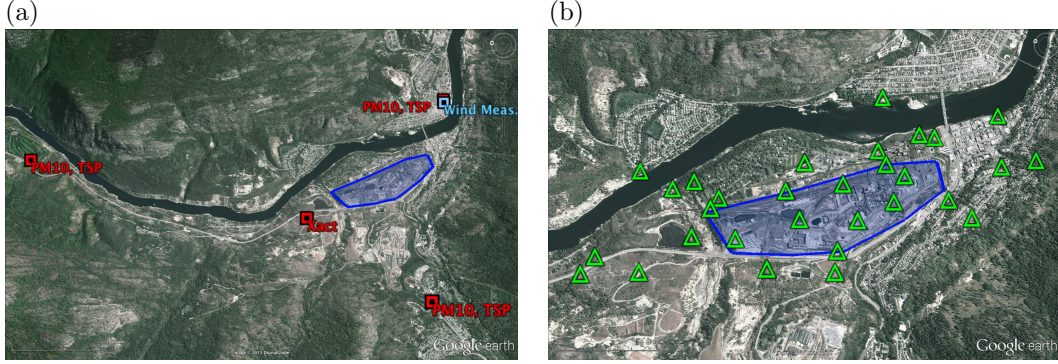 (a)
(b)
PM10, TSP
Wind Meas.
PM10, TSP
Xact
PM10, TSP
Google earth
Google earth